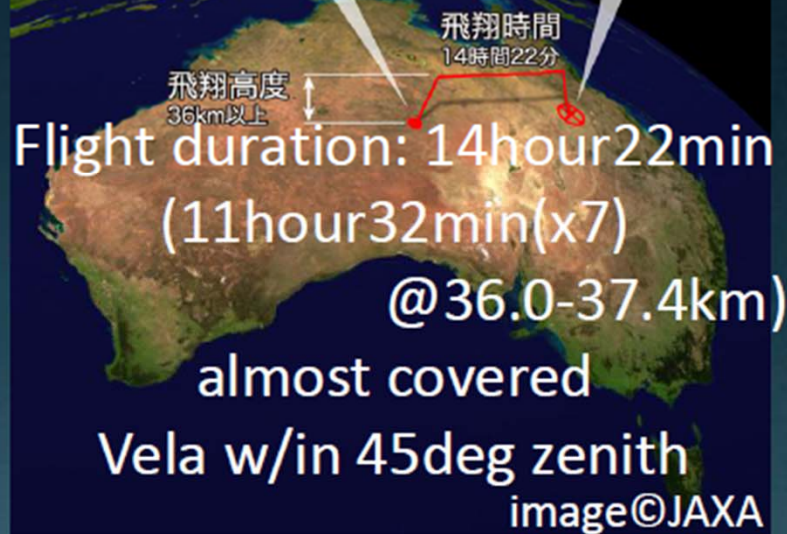 飛翔時間
14時間22分
飛翔高度
36km以上
Flight duration: 14hour22min
(11hour32min(x7)
@36.0-37.4km)
almost covered
Vela w/in 45deg zenith
image©JAXA